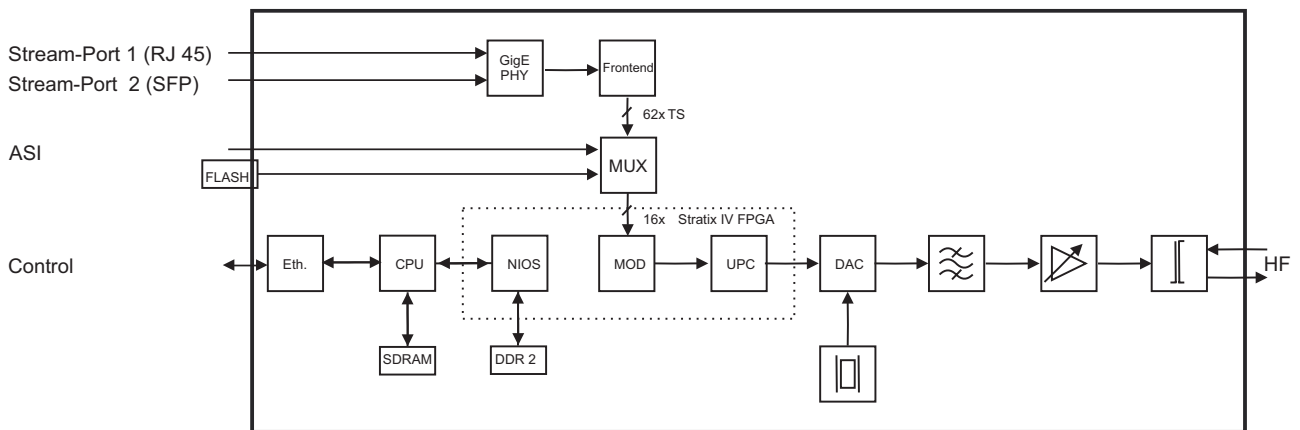 Stream-Port 1 (RJ 45)
Stream-Port 2 (SFP)
GigE
PHY
Frontend
62x TS
ASI
FLASH
MUX
16x Stratix IV FPGA
Control
Eth.
CPU
NIOS
MOD
UPC
DAC
HF
SDRAM
DDR 2